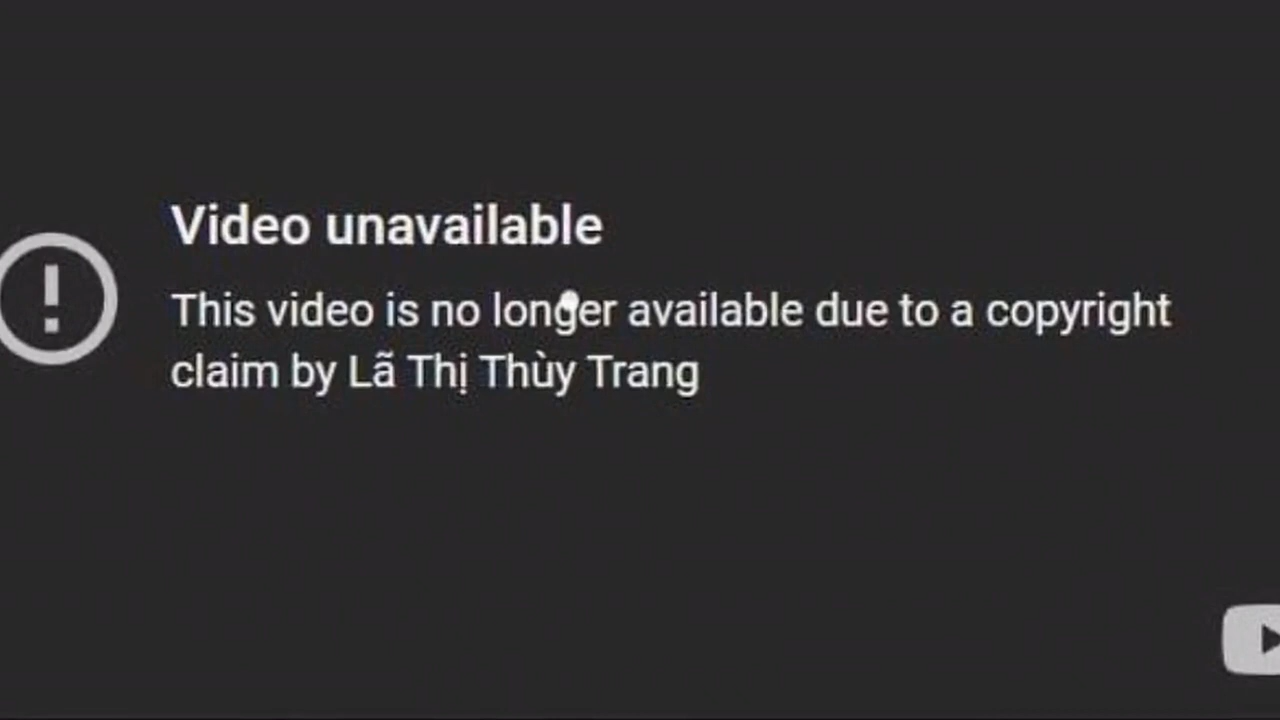 Video unavailable
This video is no longer available due to a copyright
claim by Lã Thị Thùy Trang